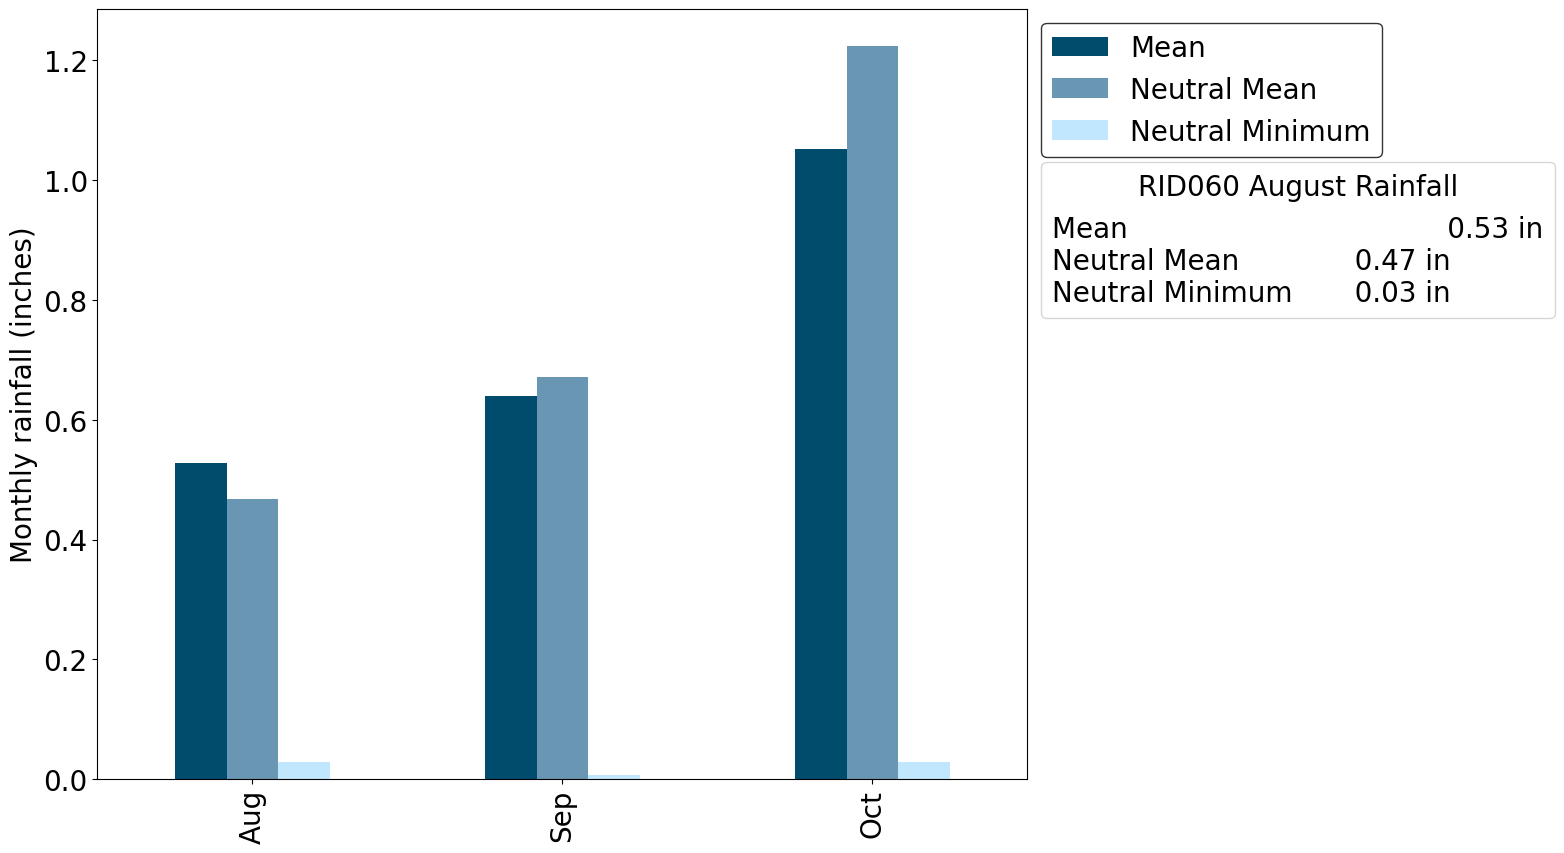 1.2
1.0
0.8
0.6
0.4
0.2
0.0
Monthly rainfall (inches)
Aug
Sep
Oct
Mean
Neutral Mean
Neutral Minimum
RID060 August Rainfall
Mean 0.53 in
Neutral Mean 0.47 in
Neutral Minimum 0.03 in